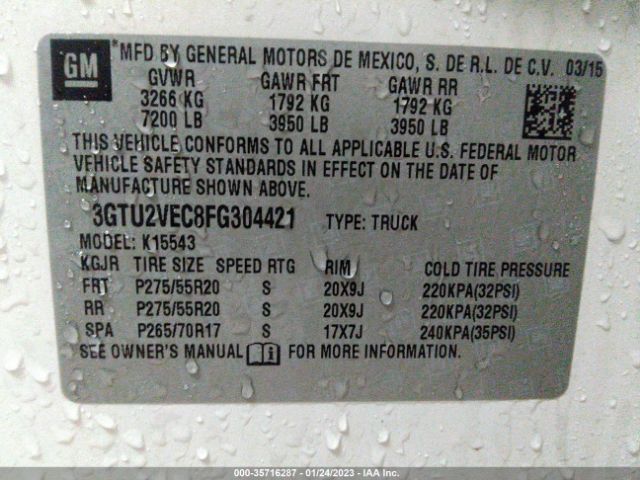 GM
*MFD BY GENERAL MOTORS DE MEXICO, S. DE R.L. DE C.V. 03/15
GVWR GAWR FRT GAWR RR
3266 KG 1792 KG 1792 KG
7200 LB 3950 LB 3950 LB
THIS VEHICLE CONFORMS TO ALL APPLICABLE U.S. FEDERAL MOTOR
VEHICLE SAFETY STANDARDS IN EFFECT ON THE DATE OF
MANUFACTURE SHOWN ABOVE.
3GTU2VEC8FG304421 TYPE: TRUCK
MODEL: K15543
KGJR TIRE SIZE SPEED RTG RIM COLD TIRE PRESSURE
FRT P275/55R20 S 20X9J 220KPA(32PSI)
RR P275/55R20 S 20X9J 220KPA(32PSI)
SPA P265/70R17 S 17X7J 240KPA(35PSI)
SEE OWNER'S MANUAL FOR MORE INFORMATION.
000-35716287 - 01/24/2023 - IAA Inc.